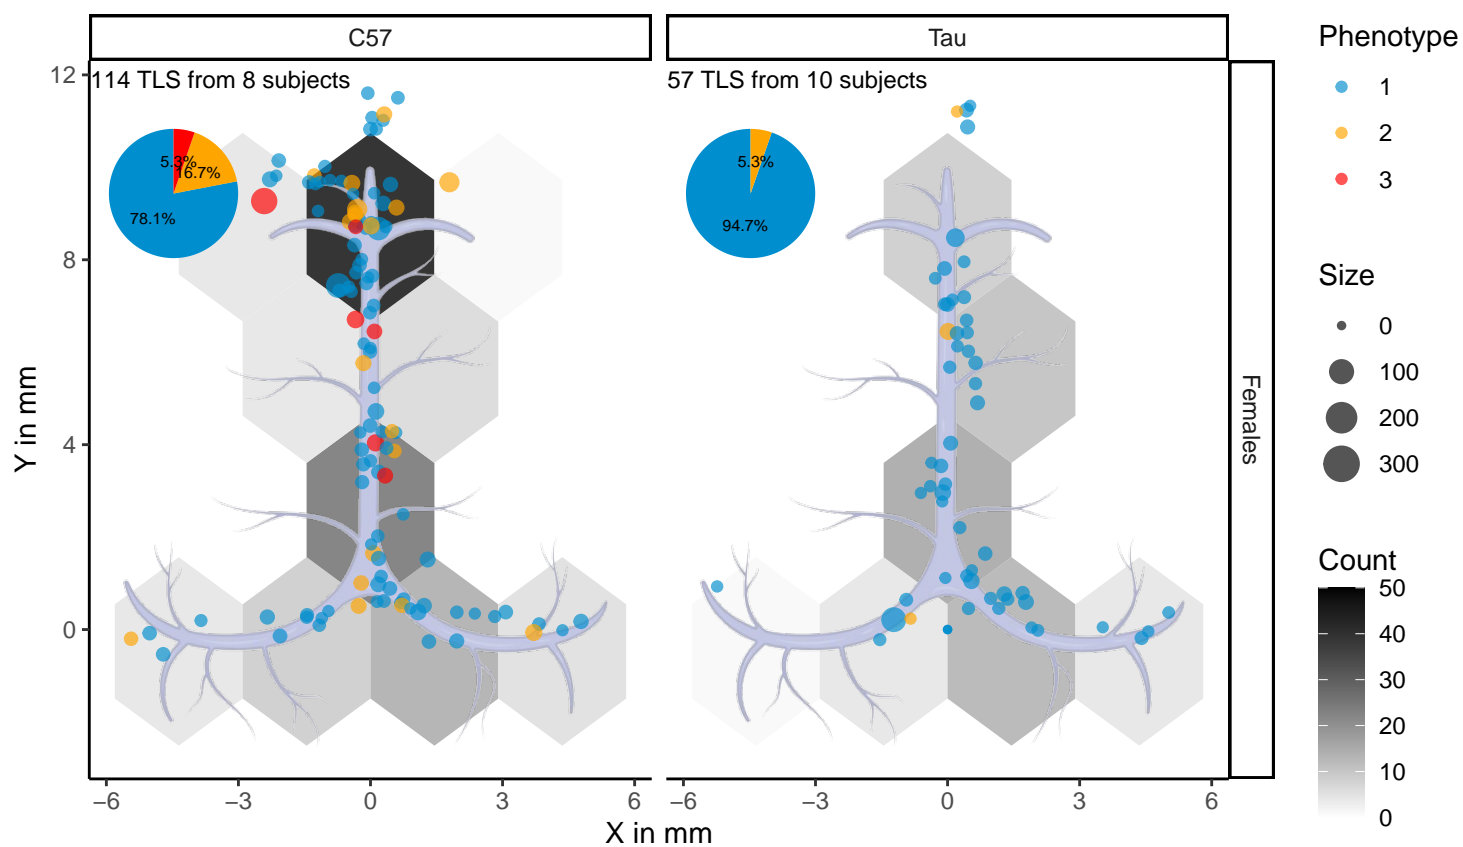 C57
Tau
Females
114 TLS from 8 subjects
57 TLS from 10 subjects
5.3%
16.7%
78.1%
5.3%
94.7%
12
8
4
0
Y in mm
−6 −3 0 3 6
−6 −3 0 3 6
X in mm
Phenotype
1
2
3
Size
0
100
200
300
Count
50
40
30
20
10
0